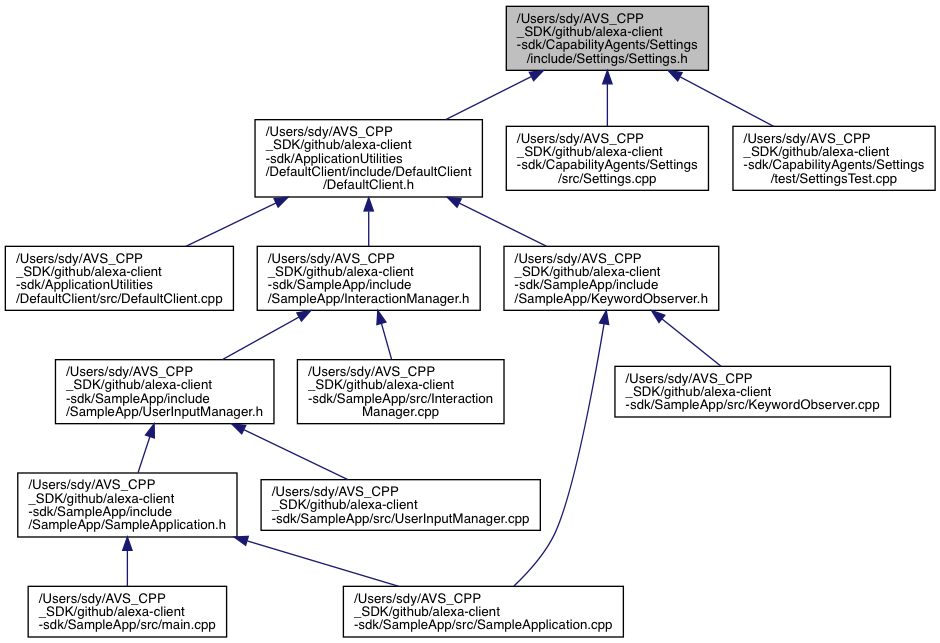 /Users/sdy/AVS_CPP
_SDK/github/alexa-client
-sdk/CapabilityAgents/Settings
/include/Settings/Settings.h
/Users/sdy/AVS_CPP
_SDK/github/alexa-client
-sdk/ApplicationUtilities
/DefaultClient/include/DefaultClient
/DefaultClient.h
/Users/sdy/AVS_CPP
_SDK/github/alexa-client
-sdk/CapabilityAgents/Settings
/src/Settings.cpp
/Users/sdy/AVS_CPP
_SDK/github/alexa-client
-sdk/CapabilityAgents/Settings
/test/SettingsTest.cpp
/Users/sdy/AVS_CPP
_SDK/github/alexa-client
-sdk/ApplicationUtilities
/DefaultClient/src/DefaultClient.cpp
/Users/sdy/AVS_CPP
_SDK/github/alexa-client
-sdk/SampleApp/include
/SampleApp/InteractionManager.h
/Users/sdy/AVS_CPP
_SDK/github/alexa-client
-sdk/SampleApp/include
/SampleApp/KeywordObserver.h
/Users/sdy/AVS_CPP
_SDK/github/alexa-client
-sdk/SampleApp/include
/SampleApp/UserInputManager.h
/Users/sdy/AVS_CPP
_SDK/github/alexa-client
-sdk/SampleApp/src/Interaction
Manager.cpp
/Users/sdy/AVS_CPP
_SDK/github/alexa-client
-sdk/SampleApp/src/KeywordObserver.cpp
/Users/sdy/AVS_CPP
_SDK/github/alexa-client
-sdk/SampleApp/include
/SampleApp/SampleApplication.h
/Users/sdy/AVS_CPP
_SDK/github/alexa-client
-sdk/SampleApp/src/UserInputManager.cpp
/Users/sdy/AVS_CPP
_SDK/github/alexa-client
-sdk/SampleApp/src/main.cpp
/Users/sdy/AVS_CPP
_SDK/github/alexa-client
-sdk/SampleApp/src/SampleApplication.cpp